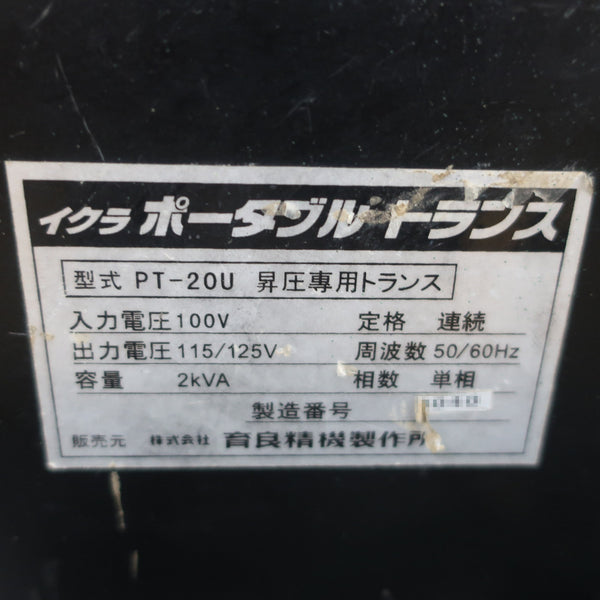 イクラ ポータブルトランス
型式 PT-20U 昇圧専用トランス
入力電圧 100V 定格 連続
出力電圧 115/125V 周波数 50/60Hz
容量 2kVA 相数 単相
製造番号
販売元 株式会社 育良精機製作所